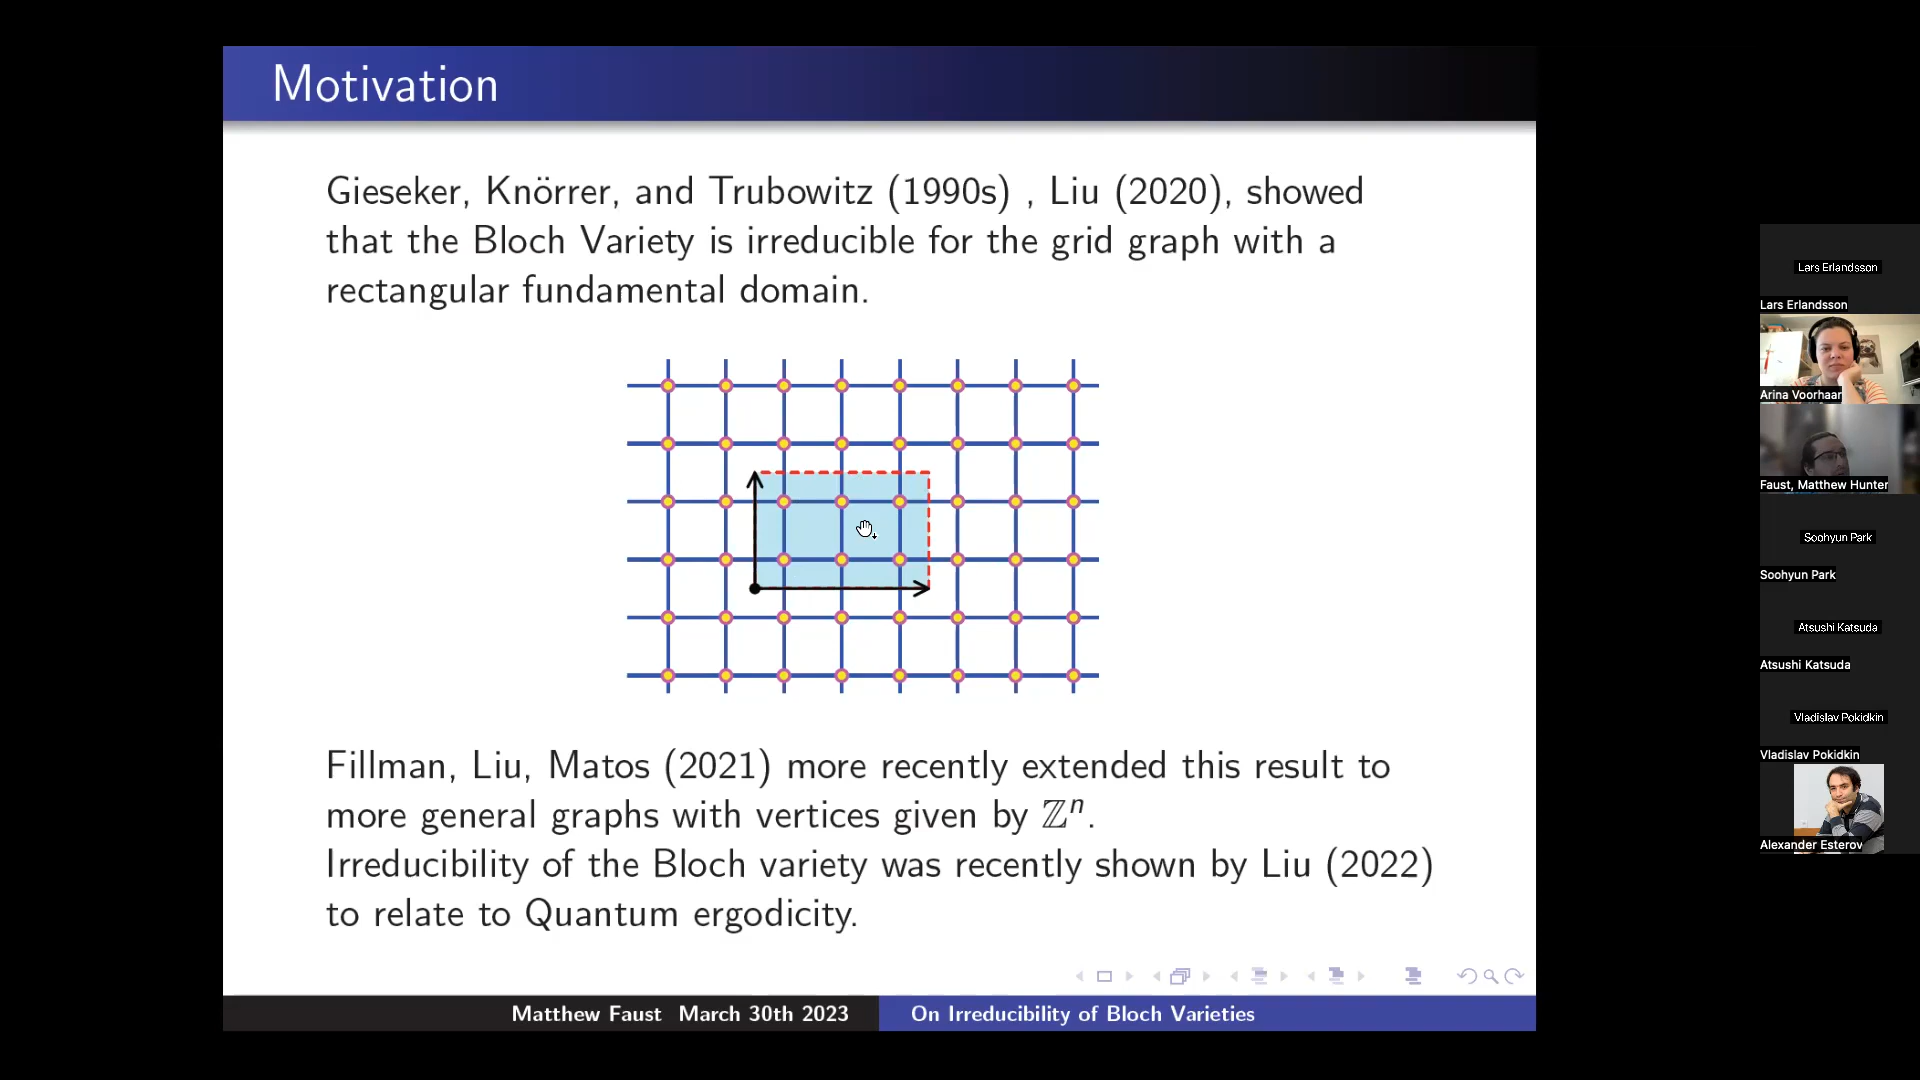 Motivation
Gieseker, Knörrer, and Trubowitz (1990s) , Liu (2020), showed
that the Bloch Variety is irreducible for the grid graph with a
rectangular fundamental domain.
Fillman, Liu, Matos (2021) more recently extended this result to
more general graphs with vertices given by ℤⁿ.
Irreducibility of the Bloch variety was recently shown by Liu (2022)
to relate to Quantum ergodicity.
Matthew Faust March 30th 2023
On Irreducibility of Bloch Varieties
Lars Erlandsson
Lars Erlandsson
Arina Voorhaar
Faust, Matthew Hunter
Soohyun Park
Soohyun Park
Atsushi Katsuda
Atsushi Katsuda
Vladislav Pokidkin
Vladislav Pokidkin
Alexander Esterov